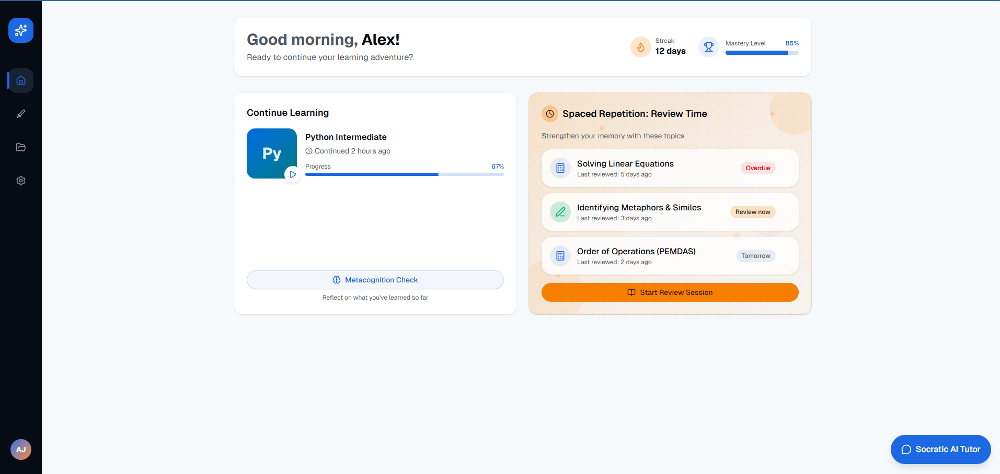 Good morning, Alex!
Ready to continue your learning adventure?
Streak
12 days
Mastery Level
85%
Continue Learning
Py
Python Intermediate
Continued 2 hours ago
Progress
67%
Metacognition Check
Reflect on what you've learned so far
Spaced Repetition: Review Time
Strengthen your memory with these topics
Solving Linear Equations
Last reviewed: 5 days ago
Overdue
Identifying Metaphors & Similes
Last reviewed: 3 days ago
Review now
Order of Operations (PEMDAS)
Last reviewed: 2 days ago
Tomorrow
Start Review Session
AJ
Socratic AI Tutor